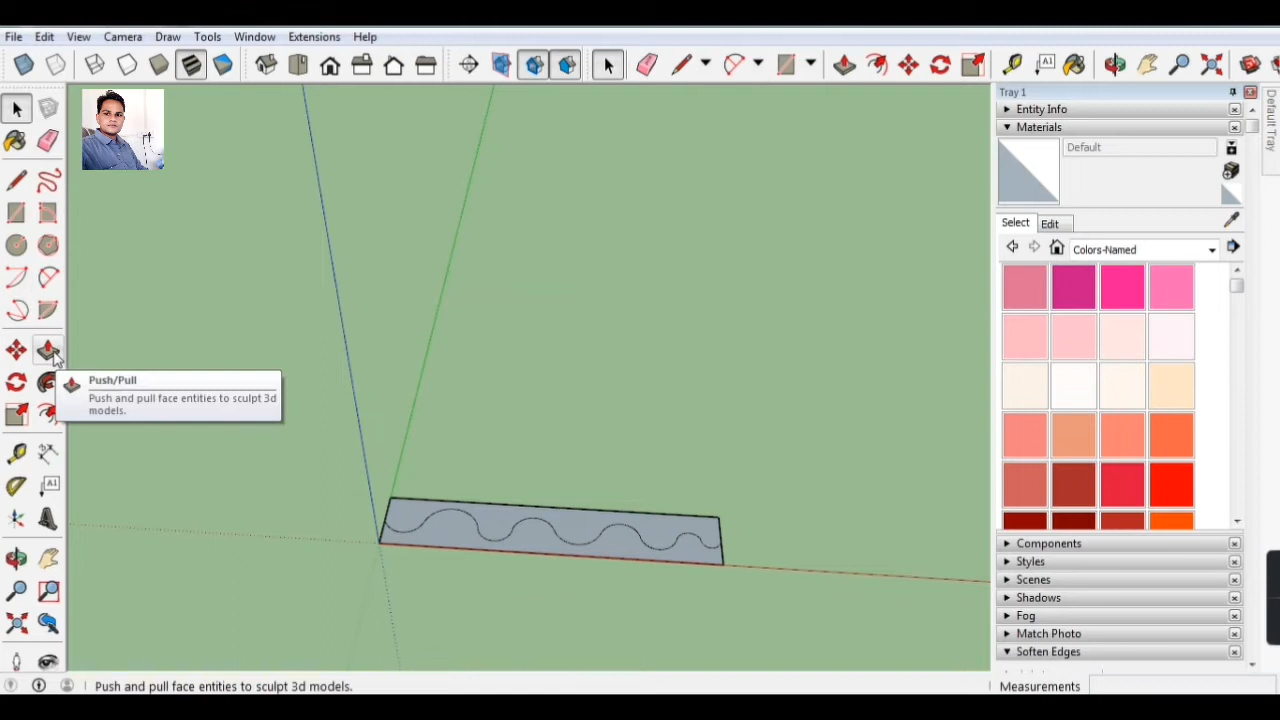 File Edit View Camera Draw Tools Window Extensions Help
Tray 1
Entity Info
Materials
Default
Select Edit
Colors-Named
Default Tray
Push/Pull
Push and pull face entities to sculpt 3d
models.
A1
A1
Components
Styles
Scenes
Shadows
Fog
Match Photo
Soften Edges
Push and pull face entities to sculpt 3d models.
Measurements